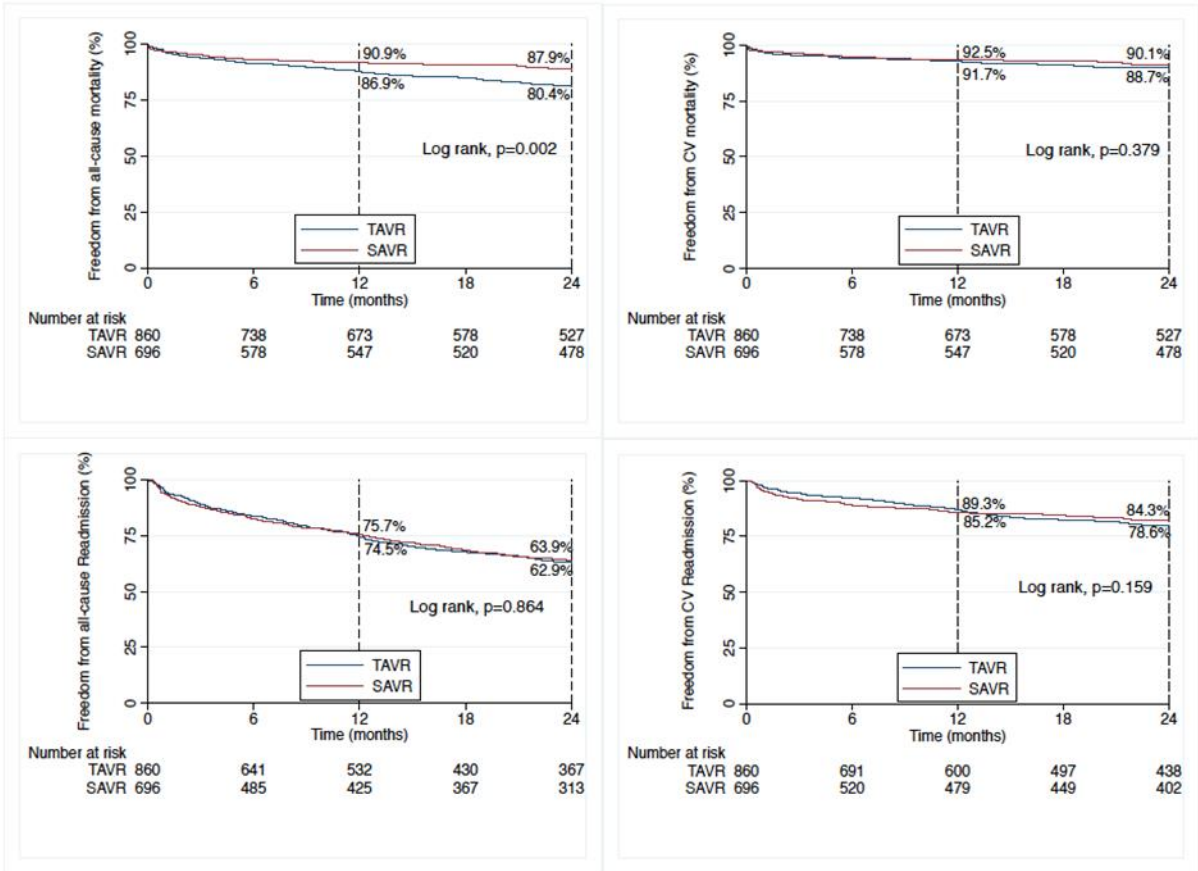 Freedom from all-cause mortality (%)
100
75
50
25
0
90.9%
86.9%
87.9%
80.4%
Log rank, p=0.002
TAVR
SAVR
0 6 12 18 24
Time (months)
Number at risk
TAVR 860 738 673 578 527
SAVR 696 578 547 520 478
Freedom from CV mortality (%)
100
75
50
25
0
92.5%
91.7%
90.1%
88.7%
Log rank, p=0.379
TAVR
SAVR
0 6 12 18 24
Time (months)
Number at risk
TAVR 860 738 673 578 527
SAVR 696 578 547 520 478
Freedom from all-cause Readmission (%)
100
75
50
25
0
75.7%
74.5%
63.9%
62.9%
Log rank, p=0.864
TAVR
SAVR
0 6 12 18 24
Time (months)
Number at risk
TAVR 860 641 532 430 367
SAVR 696 485 425 367 313
Freedom from CV Readmission (%)
100
75
50
25
0
89.3%
85.2%
84.3%
78.6%
Log rank, p=0.159
TAVR
SAVR
0 6 12 18 24
Time (months)
Number at risk
TAVR 860 691 600 497 438
SAVR 696 520 479 449 402